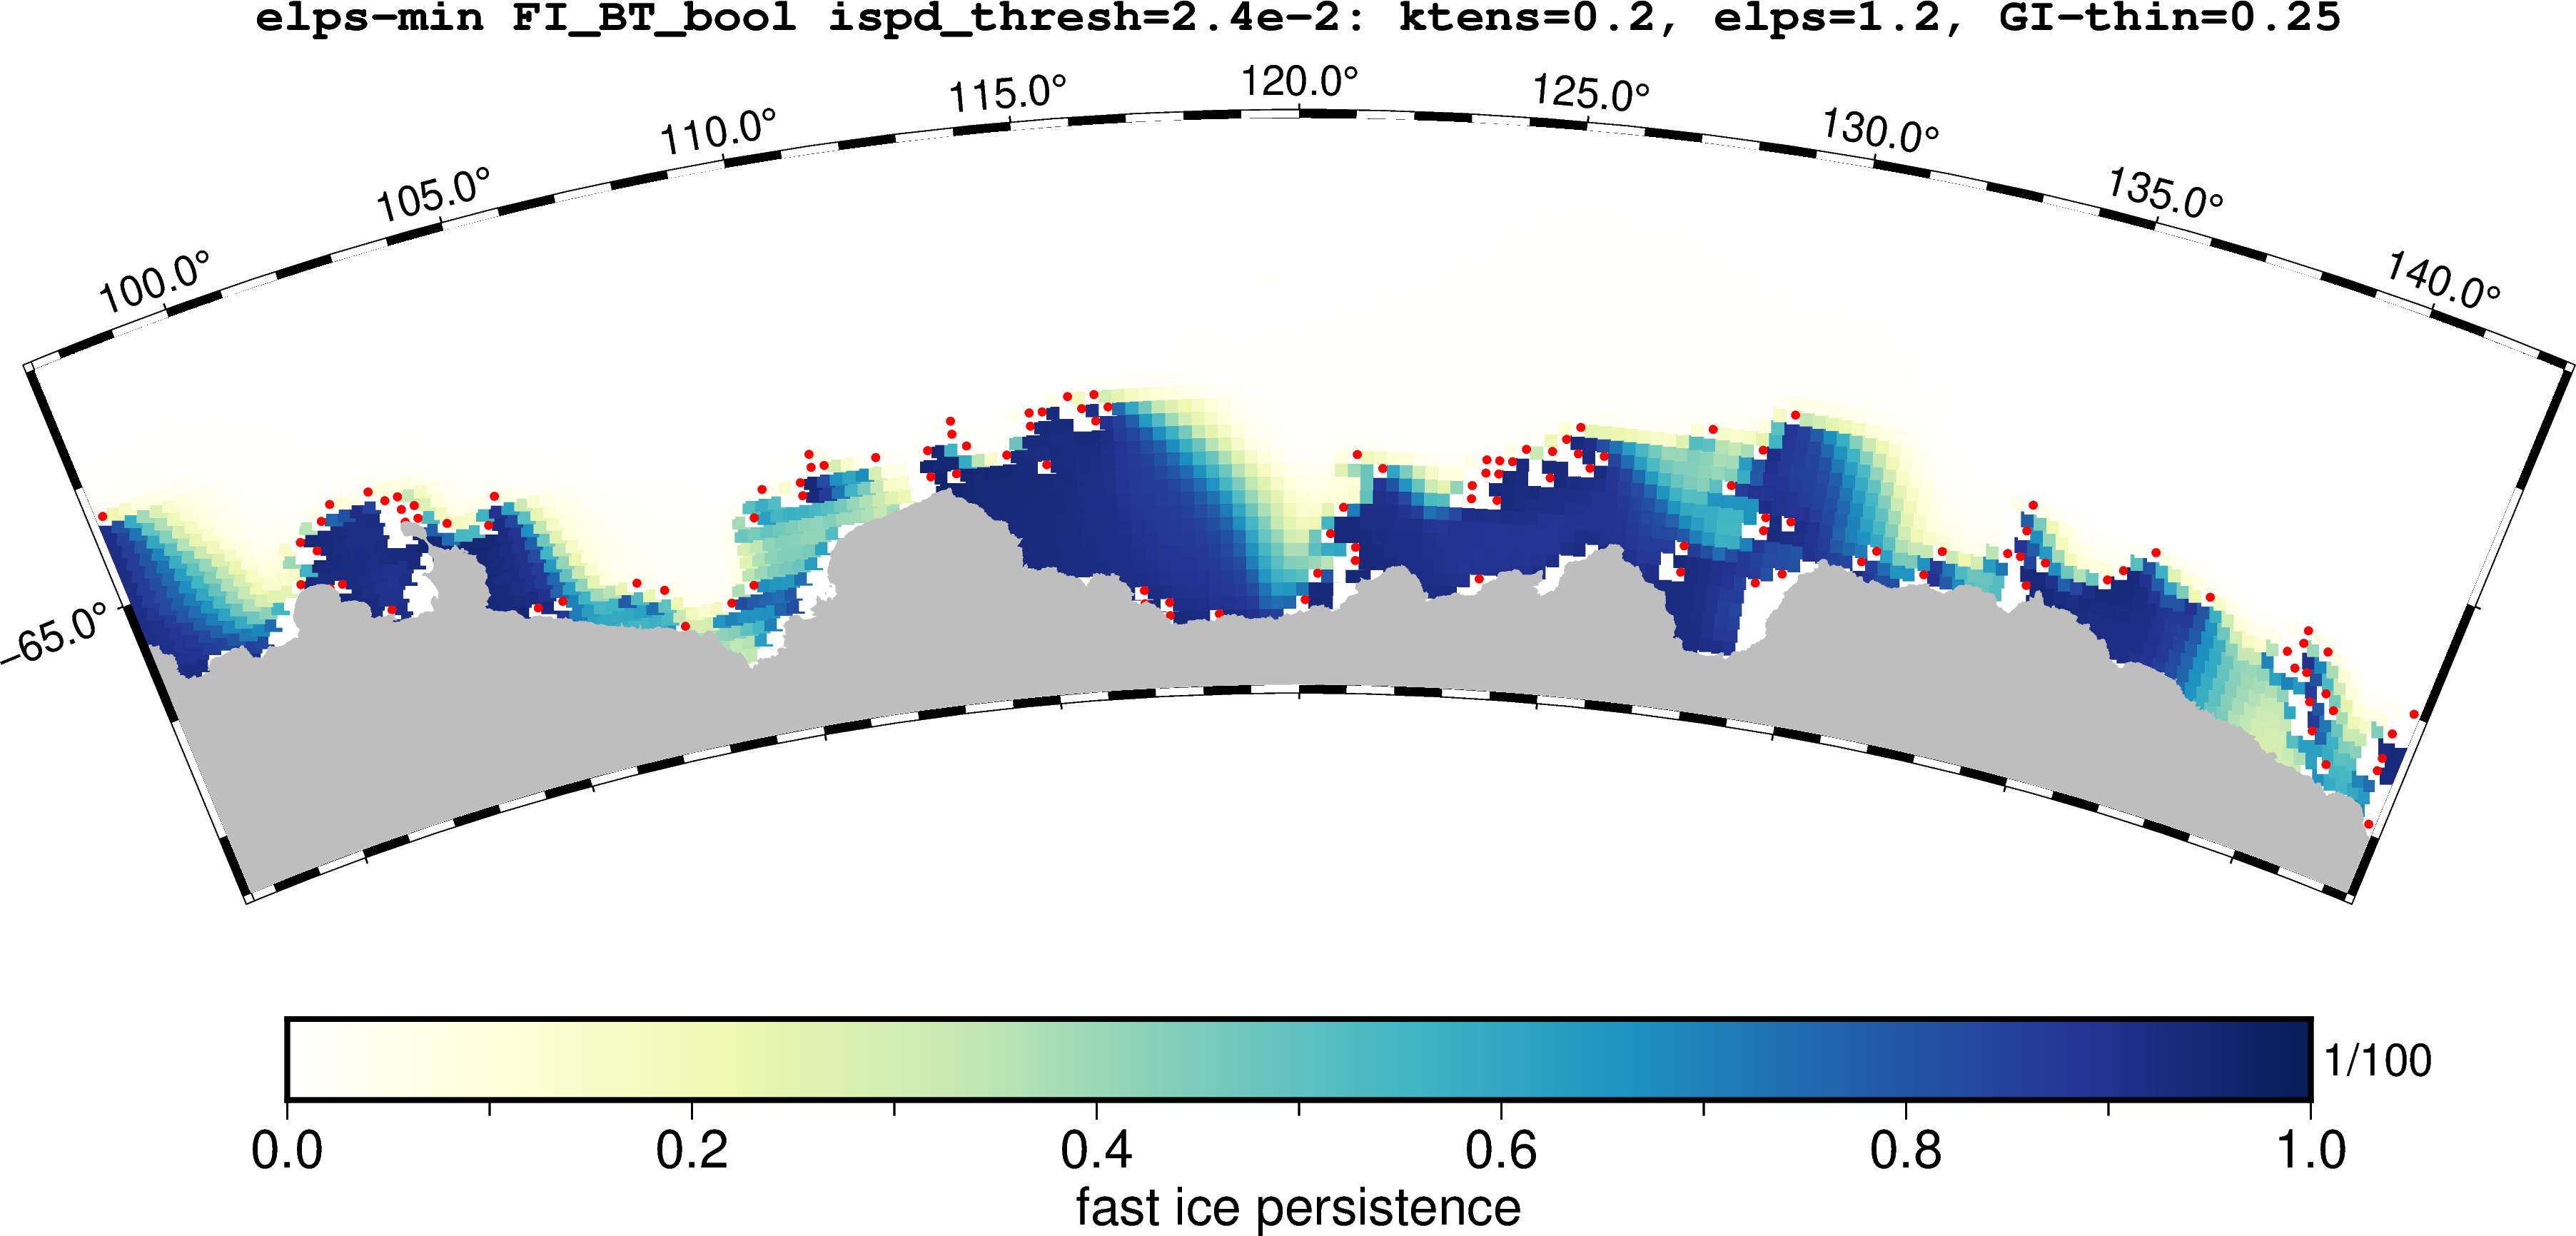 elps-min FI_BT_bool ispd_thresh=2.4e-2: ktens=0.2, elps=1.2, GI-thin=0.25
100.0° 105.0° 110.0° 115.0° 120.0° 125.0° 130.0° 135.0° 140.0°
-65.0°
1/100
0.0 0.2 0.4 0.6 0.8 1.0
fast ice persistence